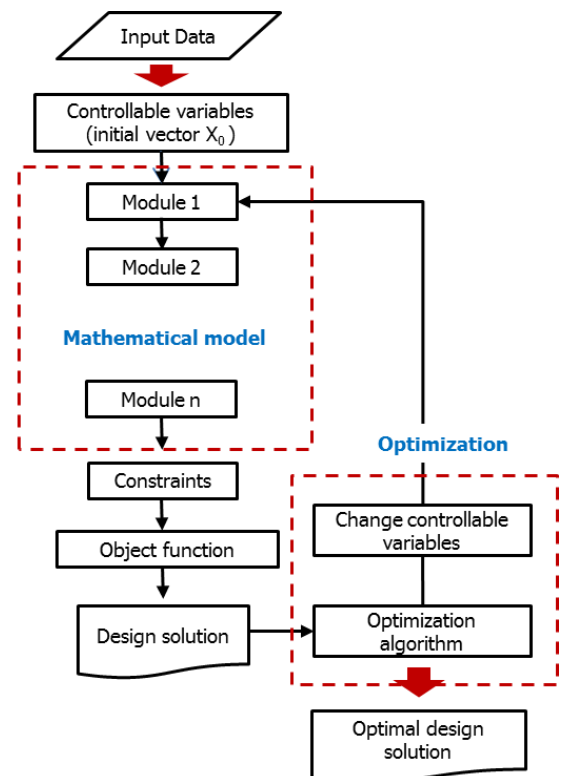 Input Data
Controllable variables
(initial vector X₀ )
Module 1
Module 2
Mathematical model
Module n
Constraints
Object function
Design solution
Optimization
Change controllable
variables
Optimization
algorithm
Optimal design
solution